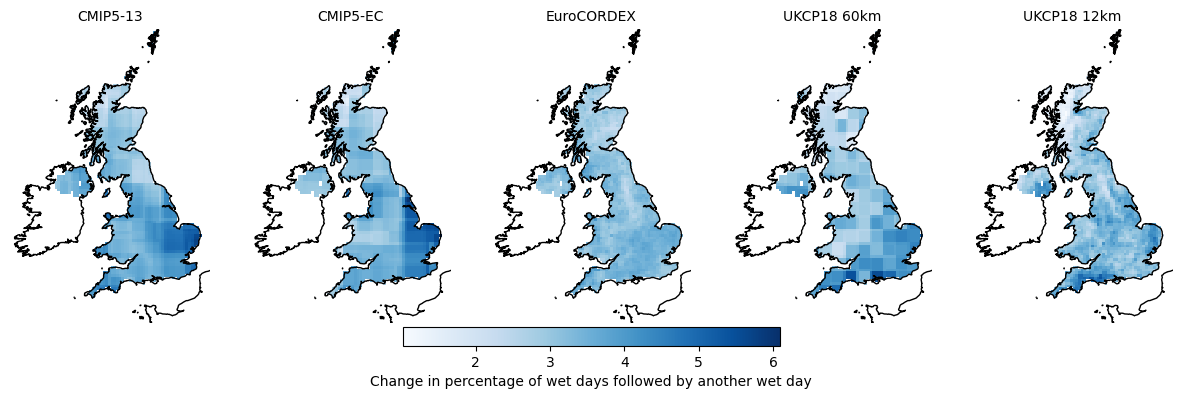 CMIP5-13
CMIP5-EC
EuroCORDEX
UKCP18 60km
UKCP18 12km
2 3 4 5 6
Change in percentage of wet days followed by another wet day